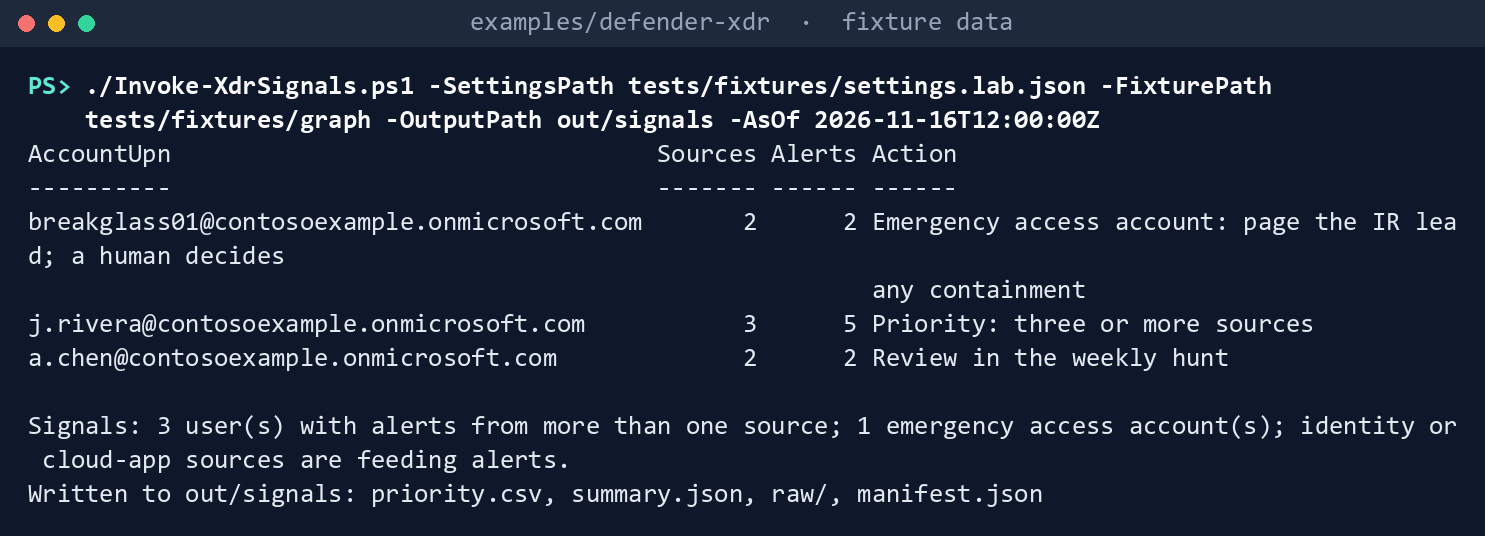 examples/defender-xdr · fixture data
PS> ./Invoke-XdrSignals.ps1 -SettingsPath tests/fixtures/settings.lab.json -FixturePath
tests/fixtures/graph -OutputPath out/signals -AsOf 2026-11-16T12:00:00Z
AccountUpn Sources Alerts Action
---------- ------- ------ ------
breakglass01@contosoexample.onmicrosoft.com 2 2 Emergency access account: page the IR lea
d; a human decides
any containment
j.rivera@contosoexample.onmicrosoft.com 3 5 Priority: three or more sources
a.chen@contosoexample.onmicrosoft.com 2 2 Review in the weekly hunt
Signals: 3 user(s) with alerts from more than one source; 1 emergency access account(s); identity or
cloud-app sources are feeding alerts.
Written to out/signals: priority.csv, summary.json, raw/, manifest.json